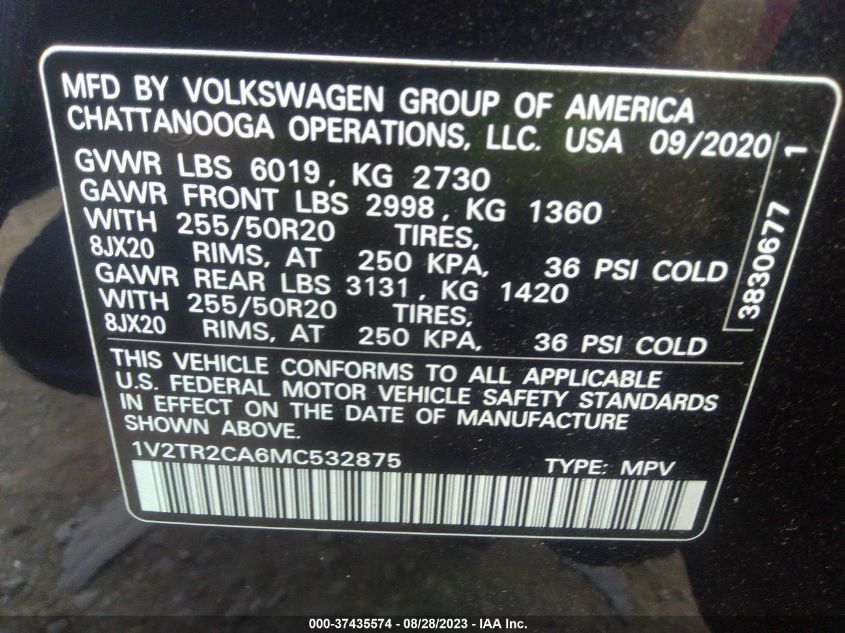 MFD BY VOLKSWAGEN GROUP OF AMERICA
CHATTANOOGA OPERATIONS, LLC. USA 09/2020
GVWR LBS 6019, KG 2730
GAWR FRONT LBS 2998, KG 1360
WITH 255/50R20 TIRES,
8JX20 RIMS, AT 250 KPA, 36 PSI COLD
GAWR REAR LBS 3131, KG 1420
WITH 255/50R20 TIRES,
8JX20 RIMS, AT 250 KPA, 36 PSI COLD
3830677 1
THIS VEHICLE CONFORMS TO ALL APPLICABLE
U.S. FEDERAL MOTOR VEHICLE SAFETY STANDARDS
IN EFFECT ON THE DATE OF MANUFACTURE
SHOWN ABOVE.
1V2TR2CA6MC532875 TYPE: MPV
000-37435574 / 08/28/2023 - © IAA Inc.